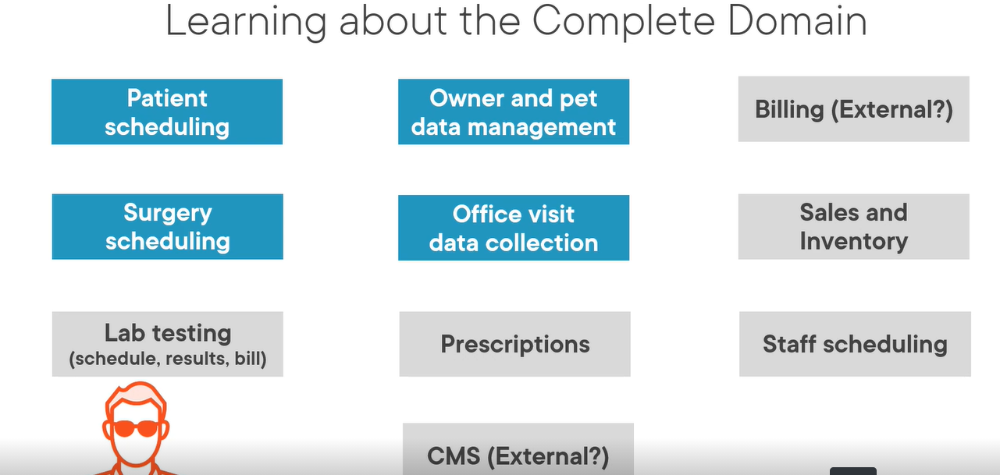 Learning about the Complete Domain
Patient
scheduling
Owner and pet
data management
Billing (External?)
Surgery
scheduling
Office visit
data collection
Sales and
Inventory
Lab testing
(schedule, results, bill)
Prescriptions
Staff scheduling
CMS (External?)